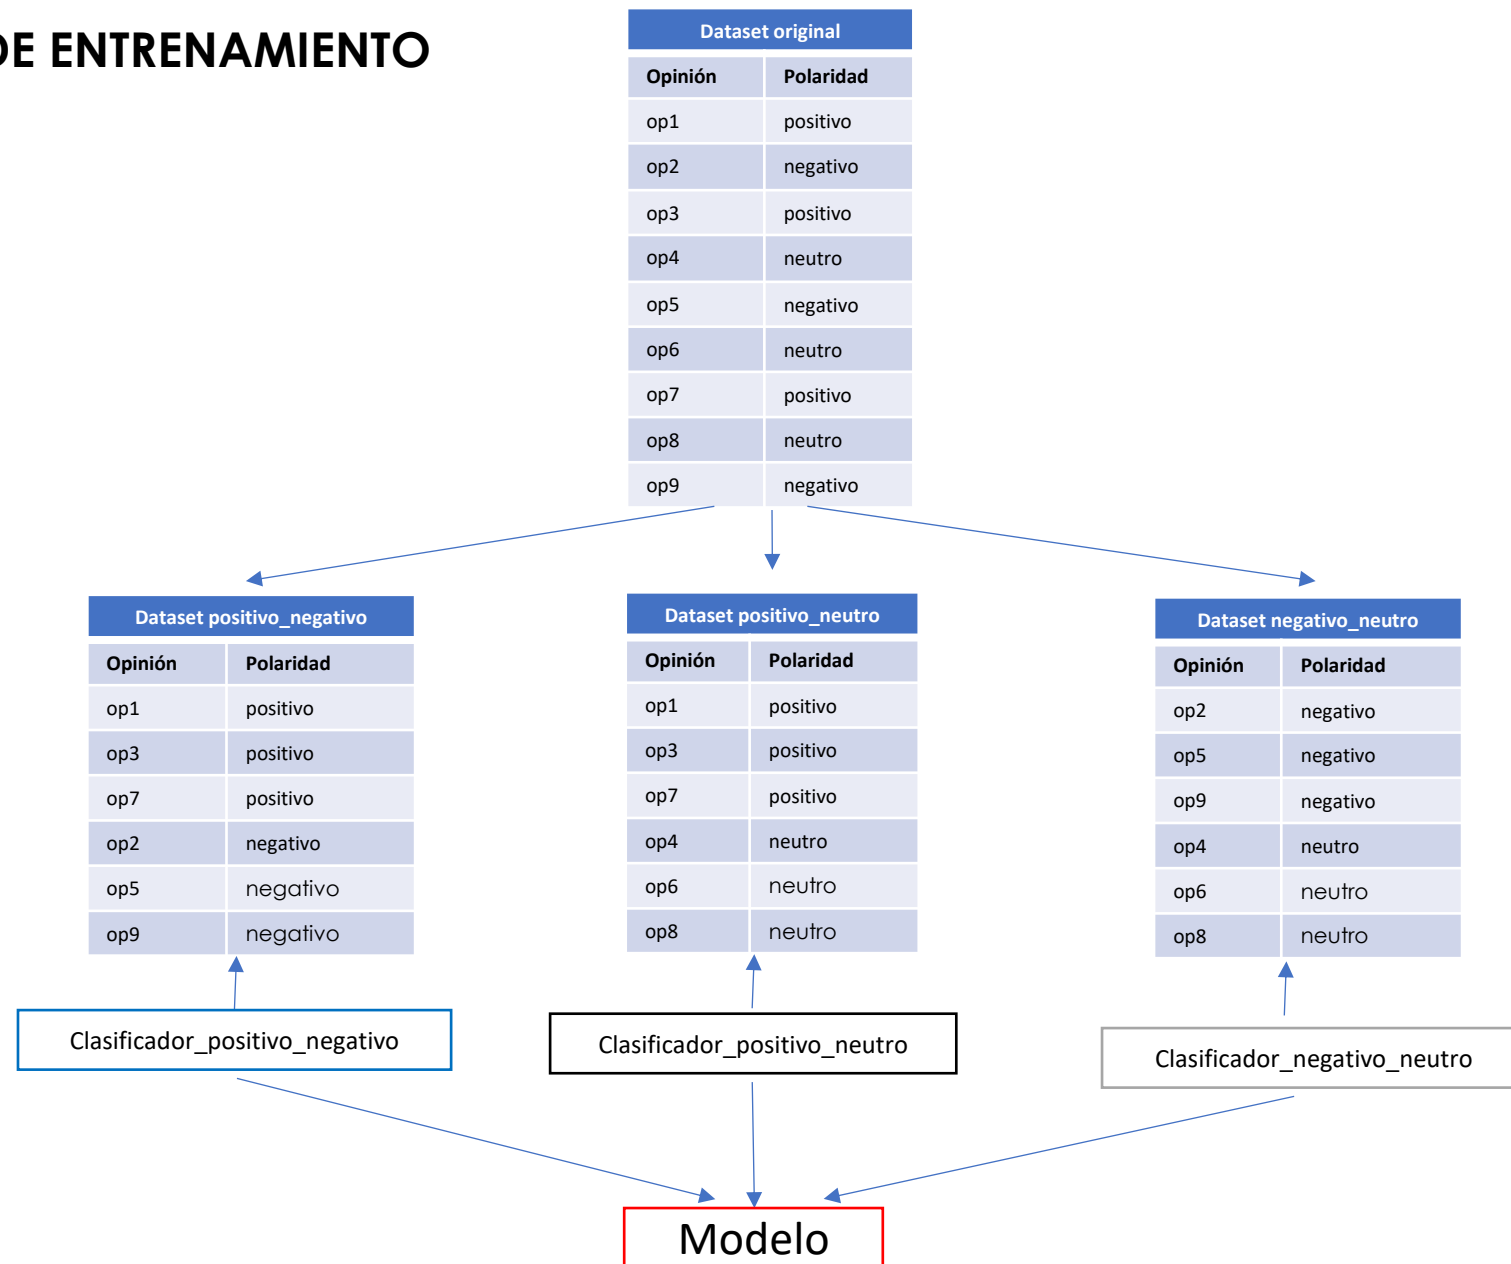 DE ENTRENAMIENTO
Dataset original
Opinión Polaridad
op1 positivo
op2 negativo
op3 positivo
op4 neutro
op5 negativo
op6 neutro
op7 positivo
op8 neutro
op9 negativo
Dataset positivo_negativo
Opinión Polaridad
op1 positivo
op3 positivo
op7 positivo
op2 negativo
op5 negativo
op9 negativo
Dataset positivo_neutro
Opinión Polaridad
op1 positivo
op3 positivo
op7 positivo
op4 neutro
op6 neutro
op8 neutro
Dataset negativo_neutro
Opinión Polaridad
op2 negativo
op5 negativo
op9 negativo
op4 neutro
op6 neutro
op8 neutro
Clasificador_positivo_negativo
Clasificador_positivo_neutro
Clasificador_negativo_neutro
Modelo